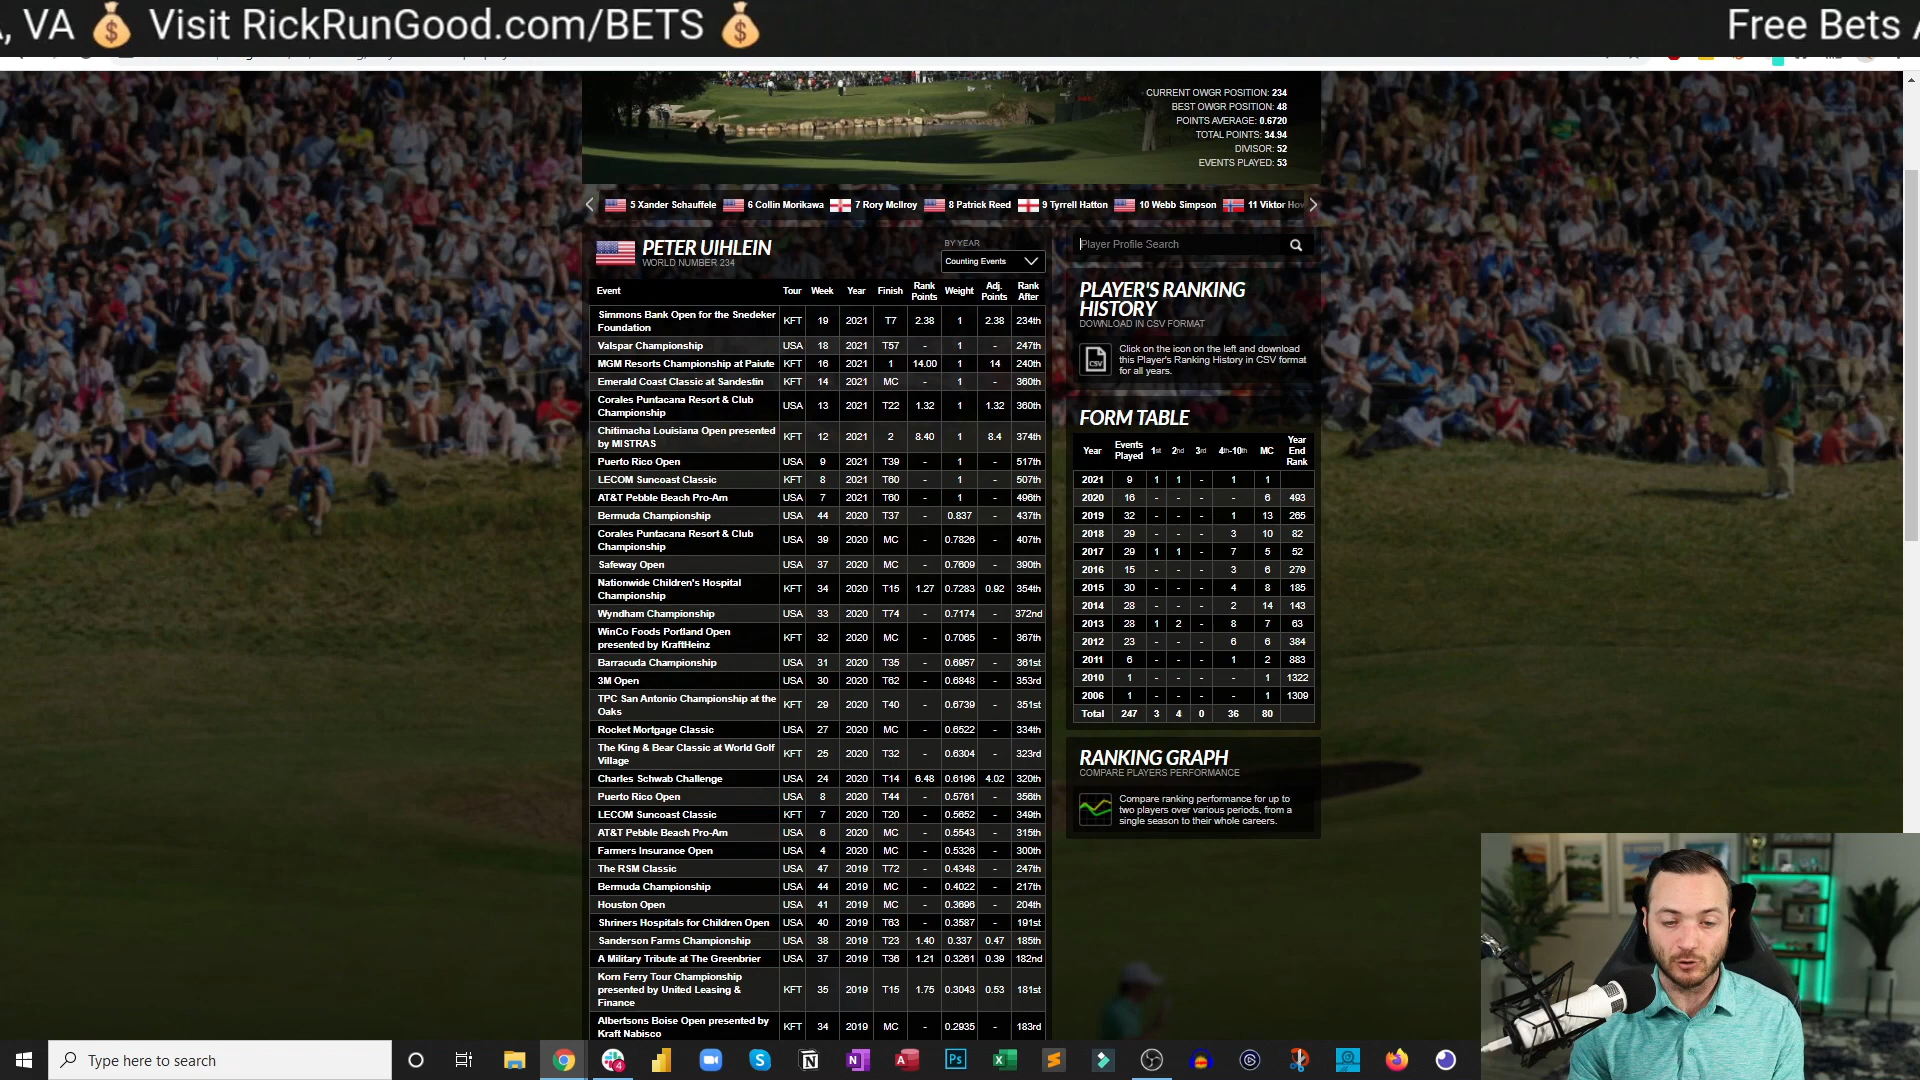 , VA 💰 Visit RickRunGood.com/BETS 💰 Free Bets
CURRENT OWGR POSITION: 234
BEST OWGR POSITION: 48
POINTS AVERAGE: 0.6720
TOTAL POINTS: 34.94
DIVISOR: 52
EVENTS PLAYED: 53
5 Xander Schauffele 6 Collin Morikawa 7 Rory McIlroy 8 Patrick Reed 9 Tyrrell Hatton 10 Webb Simpson 11 Viktor
PETER UIHLEIN
WORLD NUMBER 234
BY YEAR
Counting Events
Event Tour Week Year Finish Rank Points Weight Adj. Points Rank After
Simmons Bank Open for the Snedeker Foundation KFT 19 2021 T7 2.38 1 2.38 234th
Valspar Championship USA 18 2021 T57 - 1 - 247th
MGM Resorts Championship at Paiute KFT 16 2021 1 14.00 1 14 240th
Emerald Coast Classic at Sandestin KFT 14 2021 MC - 1 - 360th
Corales Puntacana Resort & Club Championship USA 13 2021 T22 1.32 1 1.32 360th
Chitimacha Louisiana Open presented by MISTRAS KFT 12 2021 2 8.40 1 8.4 374th
Puerto Rico Open USA 9 2021 T39 - 1 - 517th
LECOM Suncoast Classic KFT 8 2021 T60 - 1 - 507th
AT&T Pebble Beach Pro-Am USA 7 2021 T60 - 1 - 496th
Bermuda Championship USA 44 2020 T37 - 0.837 - 437th
Corales Puntacana Resort & Club Championship USA 39 2020 MC - 0.7826 - 407th
Safeway Open USA 37 2020 MC - 0.7609 - 390th
Nationwide Children's Hospital Championship KFT 34 2020 T15 1.27 0.7283 0.92 354th
Wyndham Championship USA 33 2020 T74 - 0.7174 - 372nd
WinCo Foods Portland Open presented by KraftHeinz KFT 32 2020 MC - 0.7065 - 367th
Barracuda Championship USA 31 2020 T35 - 0.6957 - 361st
3M Open USA 30 2020 T62 - 0.6848 - 353rd
TPC San Antonio Championship at the Oaks KFT 29 2020 T40 - 0.6739 - 351st
Rocket Mortgage Classic USA 27 2020 MC - 0.6522 - 334th
The King & Bear Classic at World Golf Village KFT 25 2020 T32 - 0.6304 - 323rd
Charles Schwab Challenge USA 24 2020 T14 6.48 0.6196 4.02 320th
Puerto Rico Open USA 8 2020 T44 - 0.5761 - 356th
LECOM Suncoast Classic KFT 7 2020 T20 - 0.5652 - 349th
AT&T Pebble Beach Pro-Am USA 6 2020 MC - 0.5543 - 315th
Farmers Insurance Open USA 4 2020 MC - 0.5326 - 300th
The RSM Classic USA 47 2019 T72 - 0.4348 - 247th
Bermuda Championship USA 44 2019 MC - 0.4022 - 217th
Houston Open USA 41 2019 MC - 0.3696 - 204th
Shriners Hospitals for Children Open USA 40 2019 T63 - 0.3587 - 191st
Sanderson Farms Championship USA 38 2019 T23 1.40 0.337 0.47 185th
A Military Tribute at The Greenbrier USA 37 2019 T36 1.21 0.3261 0.39 182nd
Korn Ferry Tour Championship presented by United Leasing & Finance KFT 35 2019 T15 1.75 0.3043 0.53 181st
Albertsons Boise Open presented by Kraft Nabisco KFT 34 2019 MC - 0.2935 - 183rd
Player Profile Search
PLAYER'S RANKING
HISTORY
DOWNLOAD IN CSV FORMAT
CSV
Click on the icon on the left and download
this Player's Ranking History in CSV format
for all years.
FORM TABLE
Year Events Played 1st 2nd 3rd 4th-10th MC Year End Rank
2021 9 1 1 - 1 1
2020 16 - - - - 6 493
2019 32 - - - 1 13 265
2018 29 - - - 3 10 82
2017 29 1 1 - 7 5 52
2016 15 - - - 3 6 279
2015 30 - - - 4 8 185
2014 28 - - - 2 14 143
2013 28 1 2 - 8 7 63
2012 23 - - - 6 6 384
2011 6 - - - 1 2 883
2010 1 - - - - 1 1322
2006 1 - - - - 1 1309
Total 247 3 4 0 36 80
RANKING GRAPH
COMPARE PLAYERS PERFORMANCE
Compare ranking performance for up to
two players over various periods, from a
single season to their whole careers.
Type here to search